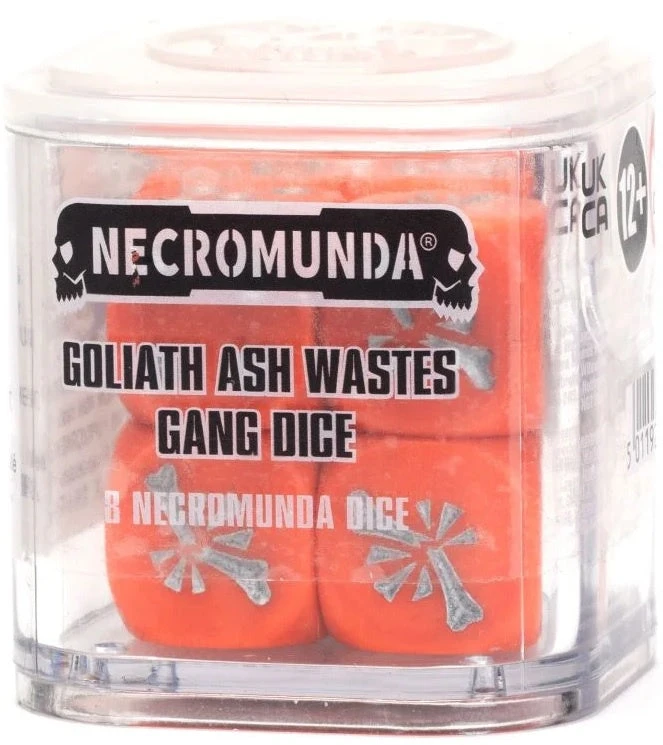 NECROMUNDA®
GOLIATH ASH WASTES
GANG DICE
8 NECROMUNDA DICE
UK
CA
12+